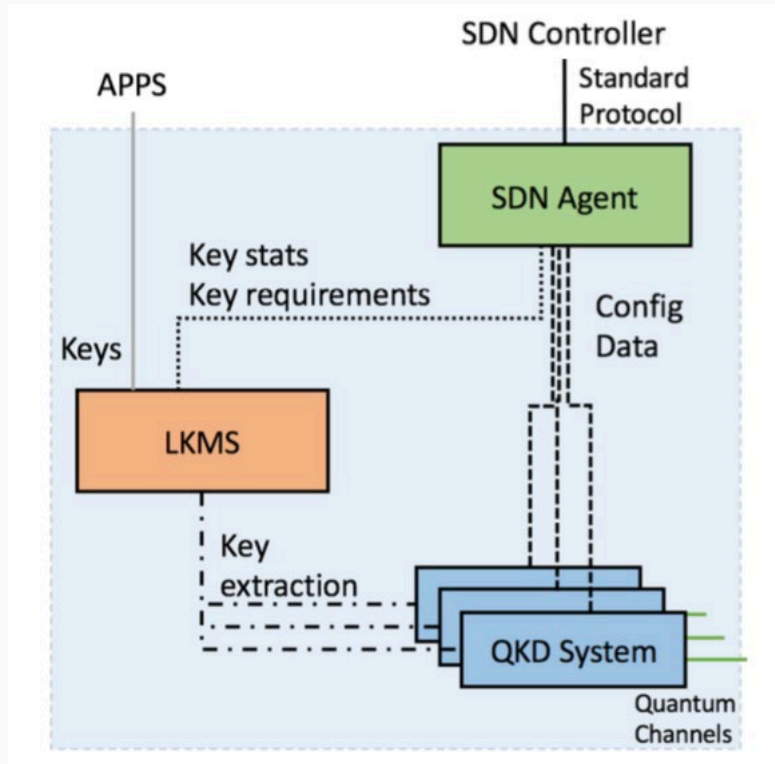 SDN Controller
APPS
Standard
Protocol
SDN Agent
Key stats
Key requirements
Config
Data
Keys
LKMS
Key
extraction
QKD System
Quantum
Channels